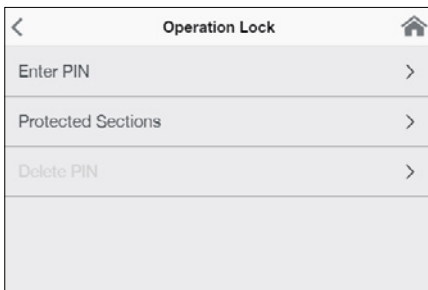 Operation Lock
Enter PIN
Protected Sections
Delete PIN